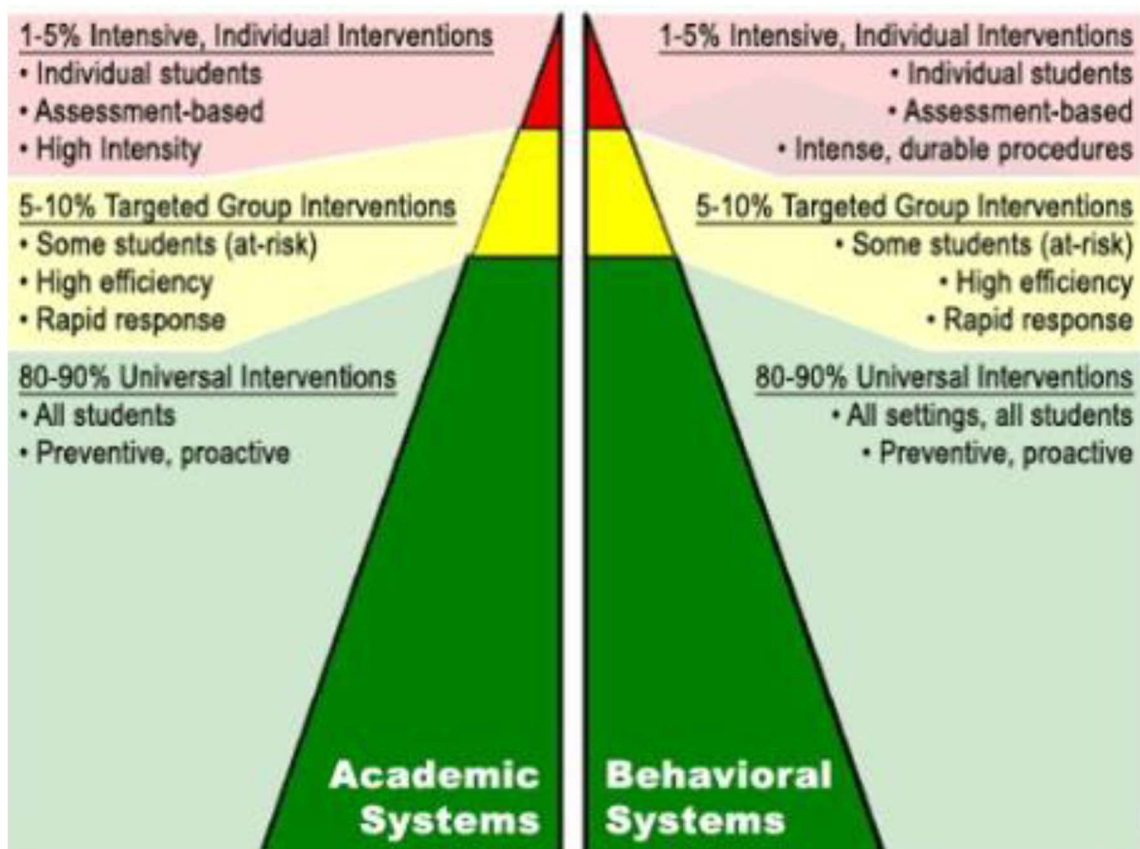 1-5% Intensive, Individual Interventions
• Individual students
• Assessment-based
• High Intensity
5-10% Targeted Group Interventions
• Some students (at-risk)
• High efficiency
• Rapid response
80-90% Universal Interventions
• All students
• Preventive, proactive
Academic
Systems
1-5% Intensive, Individual Interventions
• Individual students
• Assessment-based
• Intense, durable procedures
5-10% Targeted Group Interventions
• Some students (at-risk)
• High efficiency
• Rapid response
80-90% Universal Interventions
• All settings, all students
• Preventive, proactive
Behavioral
Systems